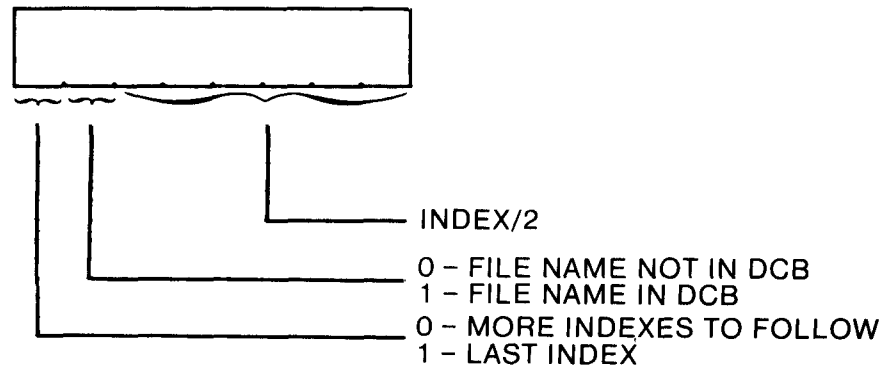 INDEX/2
0 – FILE NAME NOT IN DCB
1 – FILE NAME IN DCB
0 – MORE INDEXES TO FOLLOW
1 – LAST INDEX